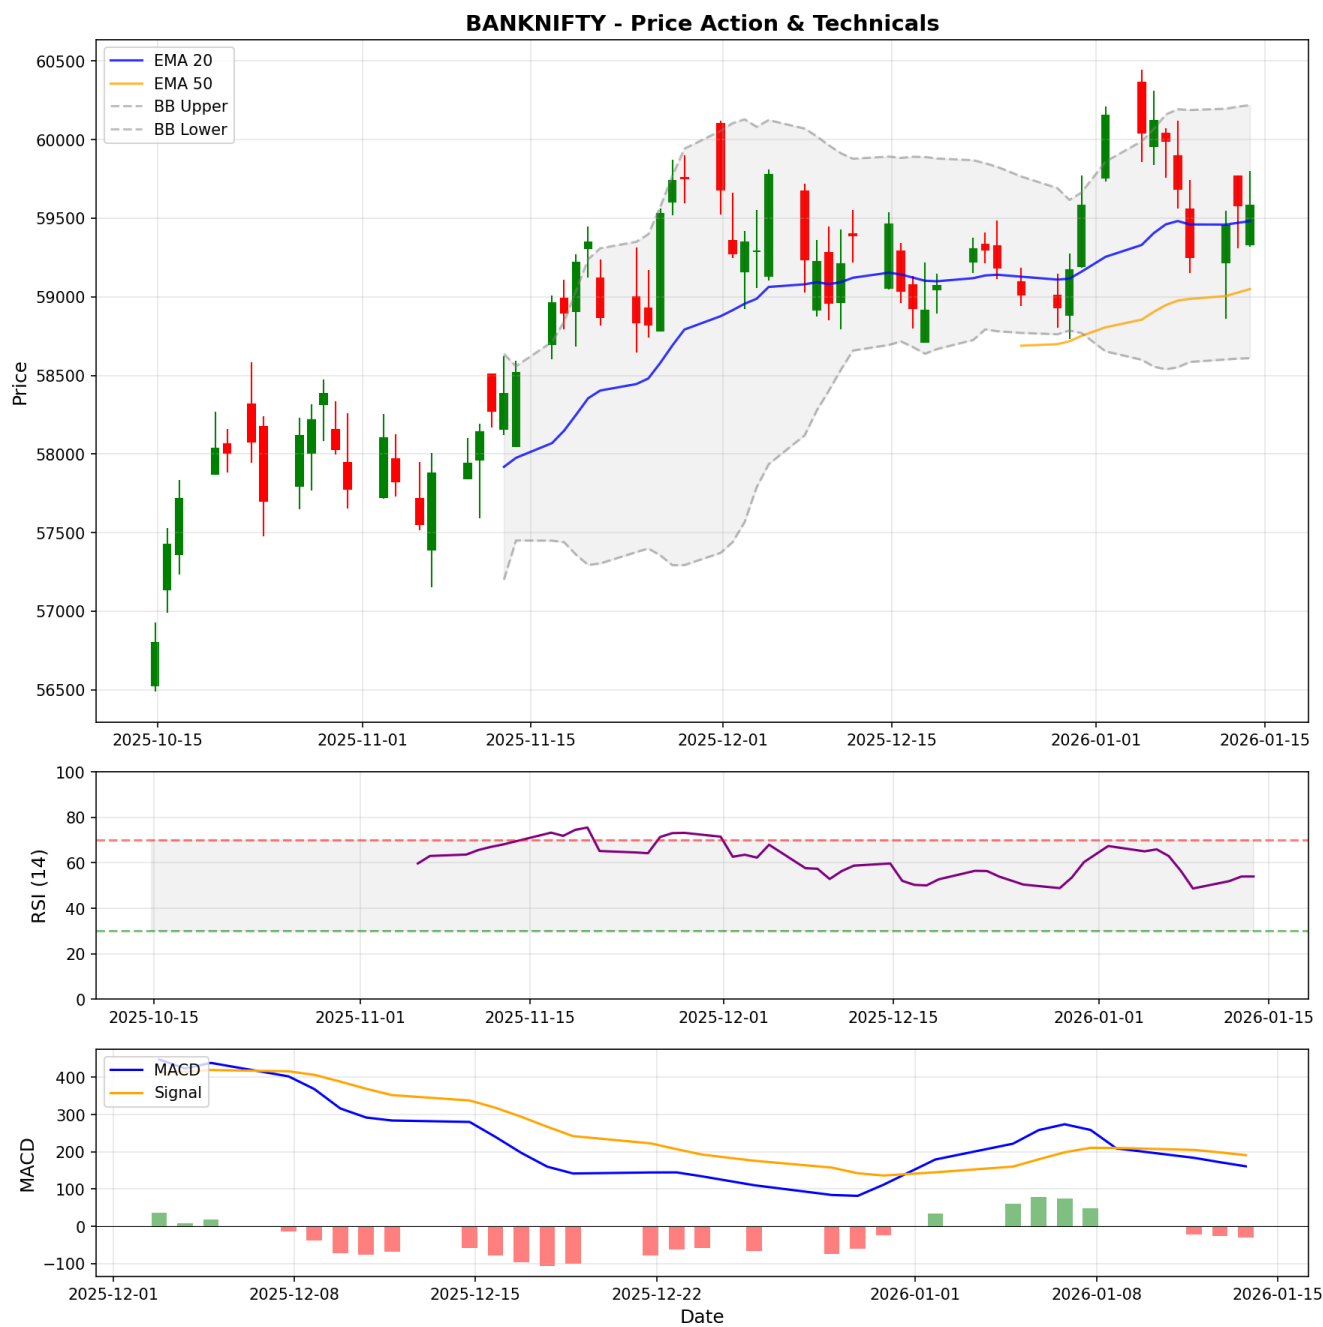 BANKNIFTY - Price Action & Technicals
EMA 20
EMA 50
BB Upper
BB Lower
Price
60500
60000
59500
59000
58500
58000
57500
57000
56500
2025-10-15 2025-11-01 2025-11-15 2025-12-01 2025-12-15 2026-01-01 2026-01-15
RSI (14)
100
80
60
40
20
0
2025-10-15 2025-11-01 2025-11-15 2025-12-01 2025-12-15 2026-01-01 2026-01-15
MACD
Signal
MACD
400
300
200
100
0
−100
2025-12-01 2025-12-08 2025-12-15 2025-12-22 2026-01-01 2026-01-08 2026-01-15
Date